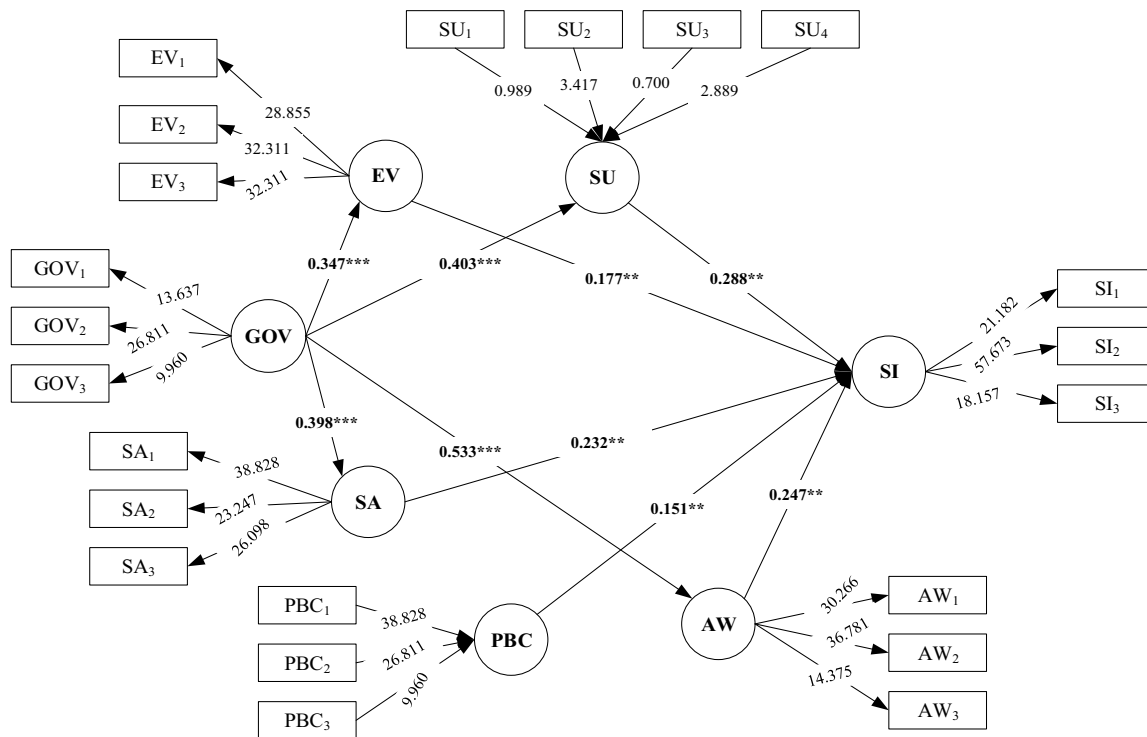 SU₁
SU₂
SU₃
SU₄
EV₁
EV₂
EV₃
0.989
3.417
0.700
2.889
28.855
32.311
32.311
EV
SU
GOV₁
GOV₂
GOV₃
13.637
26.811
9.960
GOV
0.347***
0.403***
0.177**
0.288**
SI
21.182
57.673
18.157
SI₁
SI₂
SI₃
0.398***
0.533***
0.232**
SA₁
SA₂
SA₃
38.828
23.247
26.098
SA
0.151**
0.247**
PBC₁
PBC₂
PBC₃
38.828
26.811
9.960
PBC
AW
30.266
36.781
14.375
AW₁
AW₂
AW₃